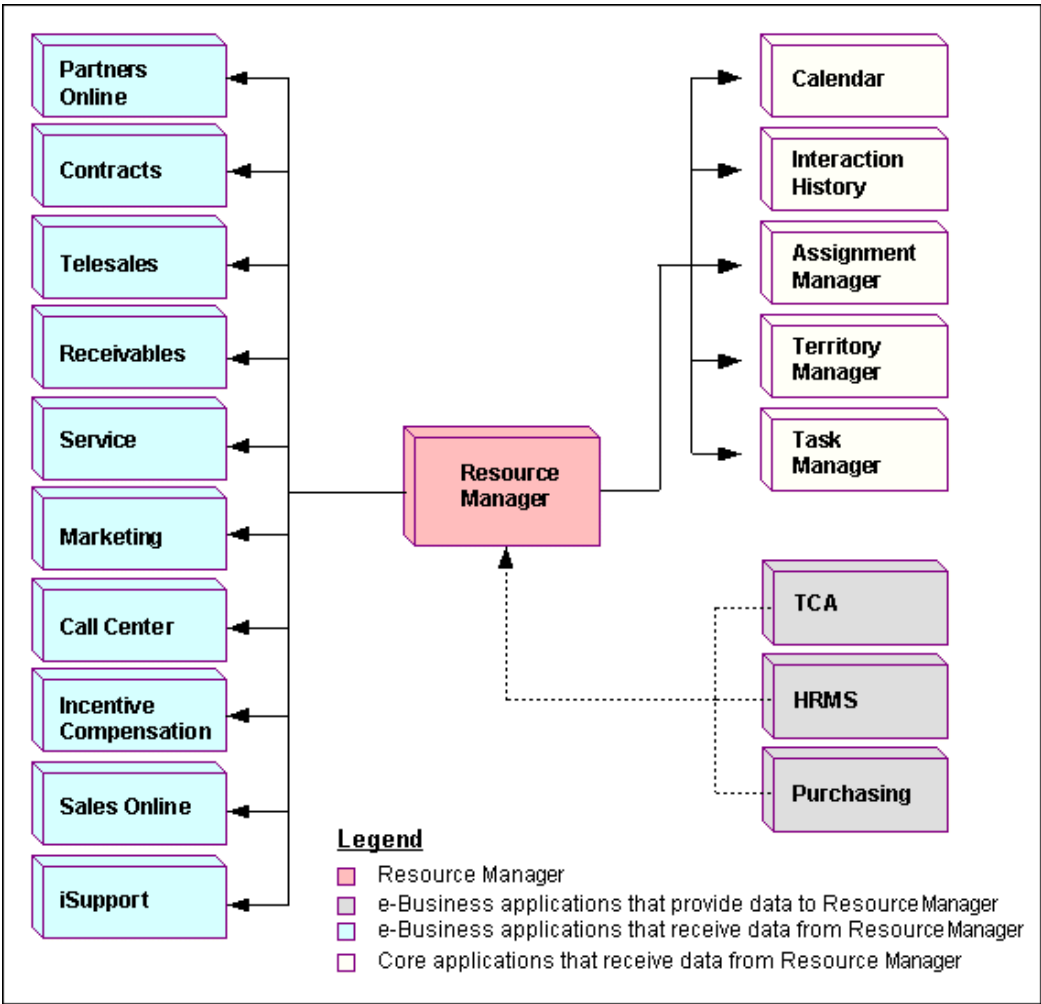 Partners
Online
Contracts
Telesales
Receivables
Service
Marketing
Call Center
Incentive
Compensation
Sales Online
iSupport
Resource
Manager
Calendar
Interaction
History
Assignment
Manager
Territory
Manager
Task
Manager
TCA
HRMS
Purchasing
Legend
Resource Manager
e-Business applications that provide data to Resource Manager
e-Business applications that receive data from Resource Manager
Core applications that receive data from Resource Manager